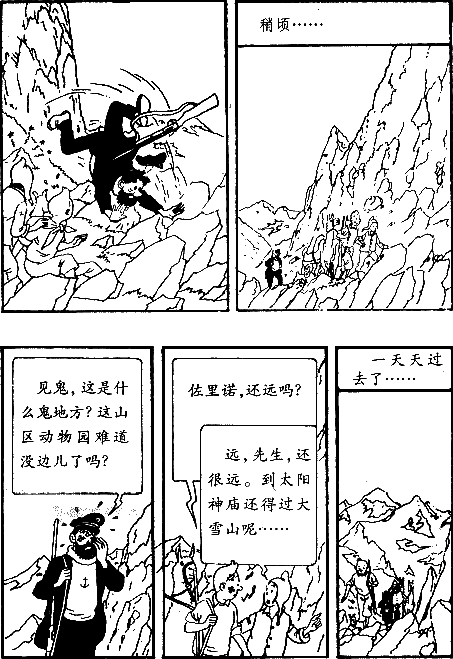 稍顷……
见鬼，这是什
么鬼地方？这山
区动物园难道
没边儿了吗？
佐里诺，还远吗？
远，先生，还
很远。到太阳
神庙还得过大
雪山呢……
一天天过
去了……